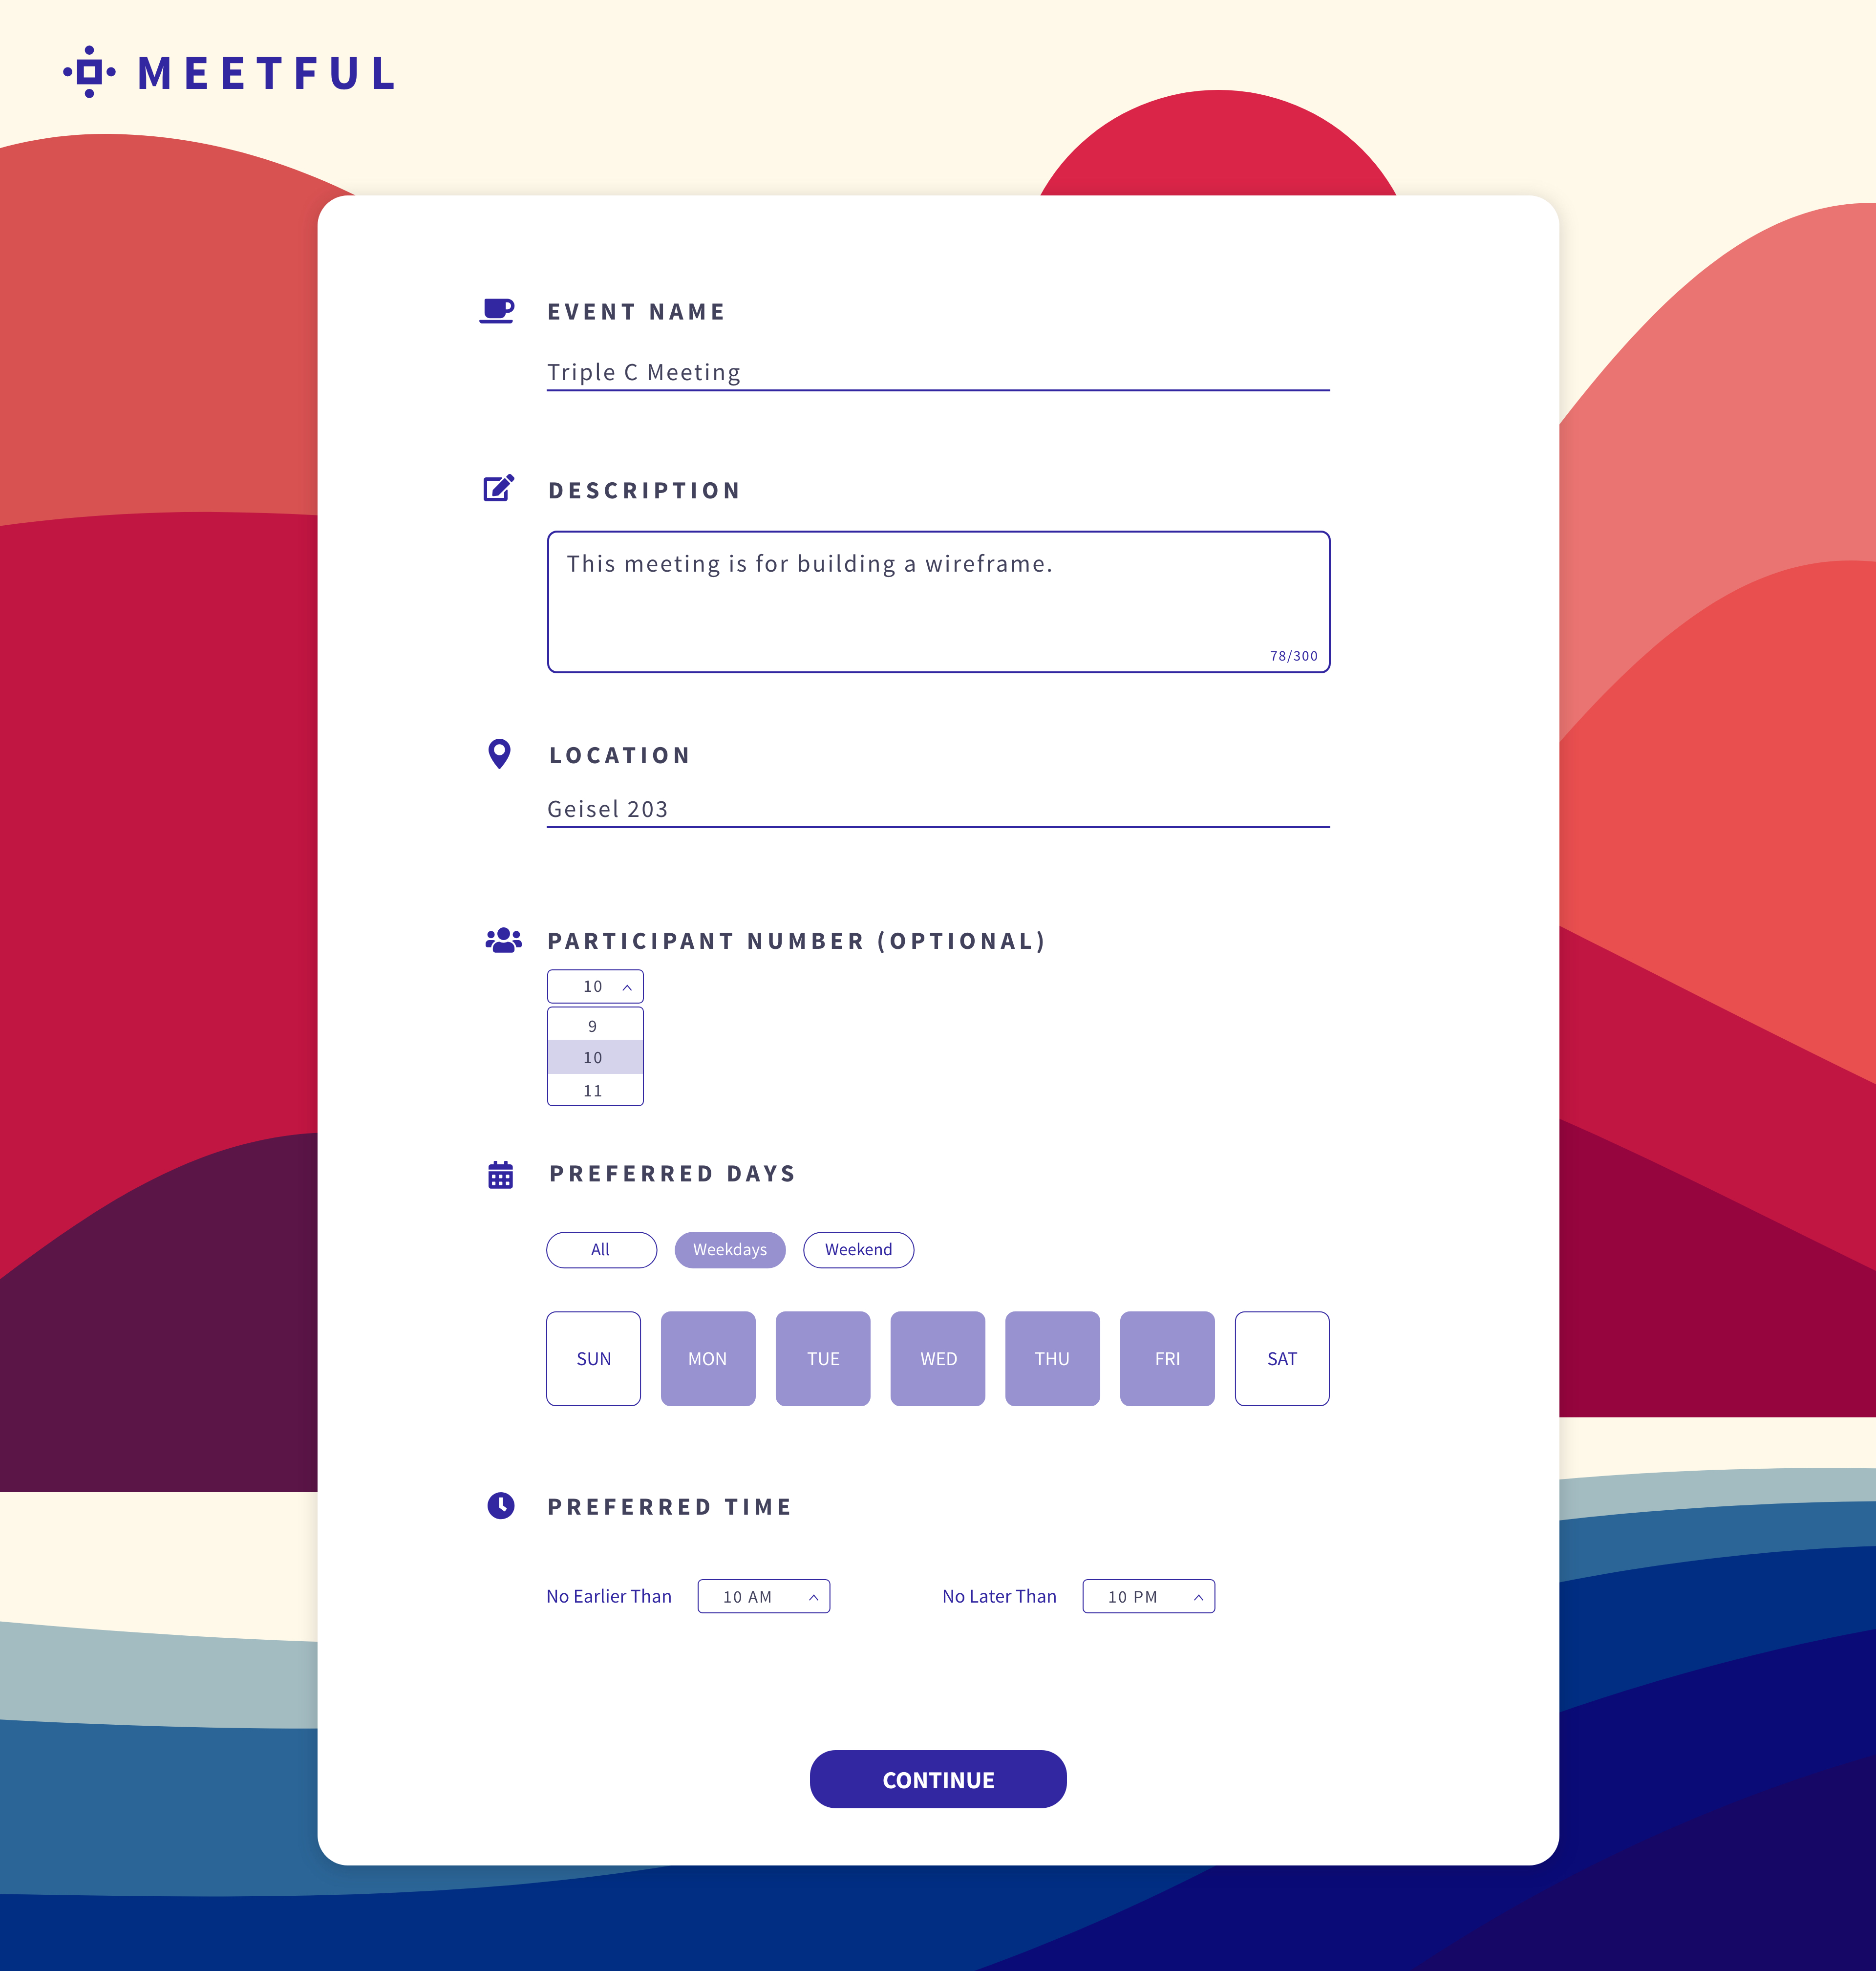 MEETFUL
EVENT NAME
Triple C Meeting
DESCRIPTION
This meeting is for building a wireframe.
78/300
LOCATION
Geisel 203
PARTICIPANT NUMBER (OPTIONAL)
10
9
10
11
PREFERRED DAYS
All Weekdays Weekend
SUN MON TUE WED THU FRI SAT
PREFERRED TIME
No Earlier Than 10 AM No Later Than 10 PM
CONTINUE